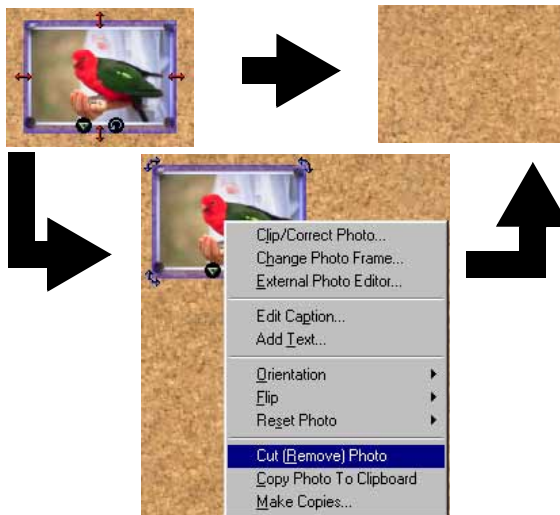 Clip/Correct Photo...
Change Photo Frame...
External Photo Editor...
Edit Caption...
Add Text...
Orientation
Flip
Reset Photo
Cut (Remove) Photo
Copy Photo To Clipboard
Make Copies...